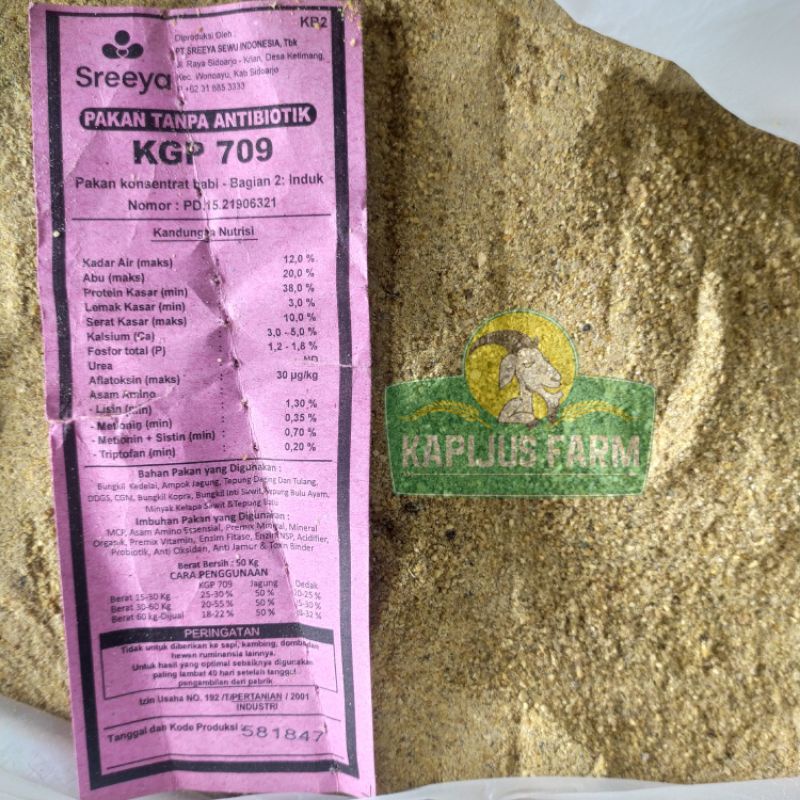 KP2
Sreeya
Diproduksi Oleh :
PT SREEYA SEWU INDONESIA, Tbk
Jl. Raya Sidoarjo - Krian, Desa Ketimang,
Kec. Wonoayu, Kab Sidoarjo
P +62 31 885 3333
PAKAN TANPA ANTIBIOTIK
KGP 709
Pakan konsentrat babi - Bagian 2: Induk
Nomor : PD.15.21906321
Kandungan Nutrisi
Kadar Air (maks) : 12,0 %
Abu (maks) : 20,0 %
Protein Kasar (min) : 38,0 %
Lemak Kasar (min) : 3,0 %
Serat Kasar (maks) : 10,0 %
Kalsium (Ca) : 3,0 - 5,0 %
Fosfor total (P) : 1,2 - 1,8 %
Urea : ND
Aflatoksin (maks) : 30 µg/kg
Asam Amino
- Lisin (min) : 1,30 %
- Metionin (min) : 0,35 %
- Metionin + Sistin (min) : 0,70 %
- Triptofan (min) : 0,20 %
Bahan Pakan yang Digunakan :
Bungkil Kedelai, Ampok Jagung, Tepung Daging Dan Tulang,
DDGS, CGM, Bungkil Kopra, Bungkil Inti Sawit, Tepung Bulu Ayam,
Minyak Kelapa Sawit &Tepung Batu
Imbuhan Pakan yang Digunakan :
MCP, Asam Amino Essensial, Premix Mineral, Mineral
Organik, Premix Vitamin, Enzim Fitase, Enzim NSP, Acidifier,
Probiotik, Anti Oksidan, Anti Jamur & Toxin Binder
Berat Bersih : 50 Kg
CARA PENGGUNAAN
KGP 709 Jagung Dedak
Berat 15-30 Kg 25-30 % 50 % 20-25 %
Berat 30-60 Kg 20-55 % 50 % %
Berat 60 kg-Dijual 18-22 % 50 % %
PERINGATAN
Tidak untuk diberikan ke sapi, kambing, domba dan
hewan ruminansia lainnya.
Untuk hasil yang optimal sebaiknya digunakan
paling lambat 45 hari setelah tanggal
pengambilan dari pabrik
Izin Usaha NO. 192 /T/PERTANIAN / 2001
INDUSTRI
Tanggal dan Kode Produksi : 581847
KAPIJUS FARM